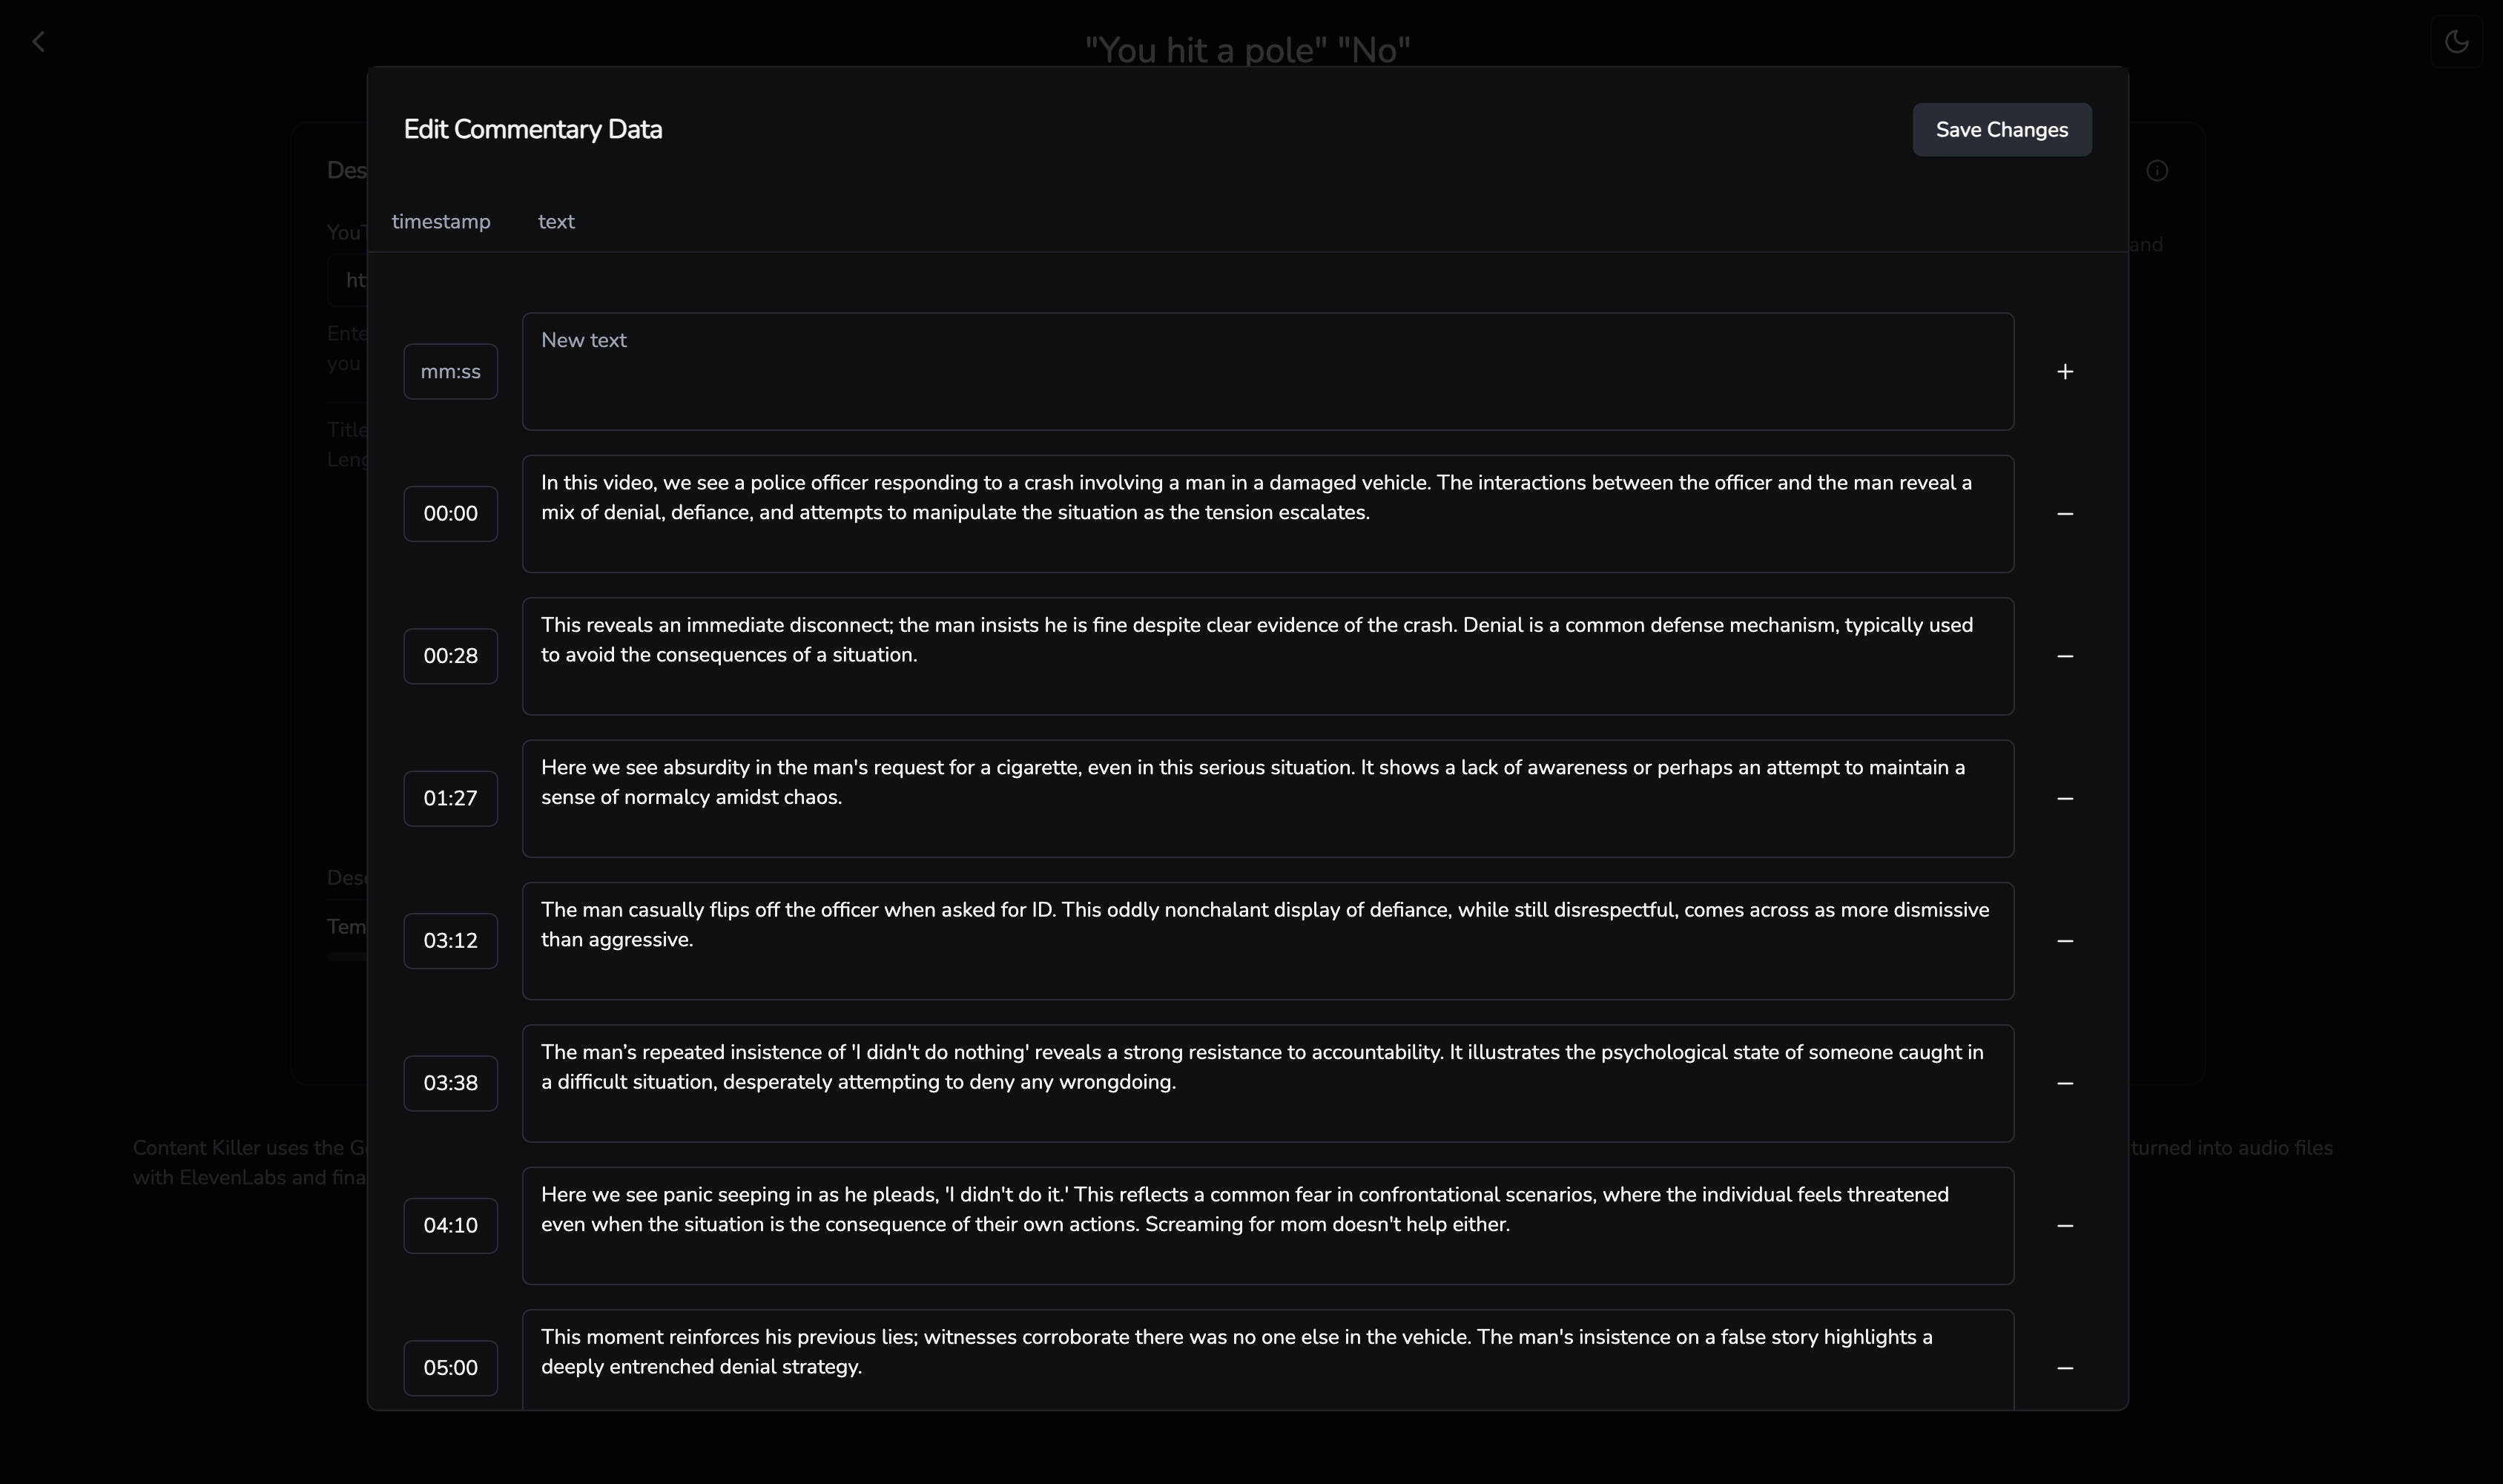 "You hit a pole" "No"
Edit Commentary Data
Save Changes
Des
timestamp
text
YouT
and
ht
Ente
you
New text
mm:ss
+
Title
Leng
In this video, we see a police officer responding to a crash involving a man in a damaged vehicle. The interactions between the officer and the man reveal a
mix of denial, defiance, and attempts to manipulate the situation as the tension escalates.
00:00
This reveals an immediate disconnect; the man insists he is fine despite clear evidence of the crash. Denial is a common defense mechanism, typically used
to avoid the consequences of a situation.
00:28
Here we see absurdity in the man's request for a cigarette, even in this serious situation. It shows a lack of awareness or perhaps an attempt to maintain a
sense of normalcy amidst chaos.
01:27
Desc
The man casually flips off the officer when asked for ID. This oddly nonchalant display of defiance, while still disrespectful, comes across as more dismissive
than aggressive.
03:12
Tem
The man’s repeated insistence of 'I didn't do nothing' reveals a strong resistance to accountability. It illustrates the psychological state of someone caught in
a difficult situation, desperately attempting to deny any wrongdoing.
03:38
Content Killer uses the G
turned into audio files
with ElevenLabs and fina
Here we see panic seeping in as he pleads, 'I didn't do it.' This reflects a common fear in confrontational scenarios, where the individual feels threatened
even when the situation is the consequence of their own actions. Screaming for mom doesn't help either.
04:10
This moment reinforces his previous lies; witnesses corroborate there was no one else in the vehicle. The man's insistence on a false story highlights a
deeply entrenched denial strategy.
05:00